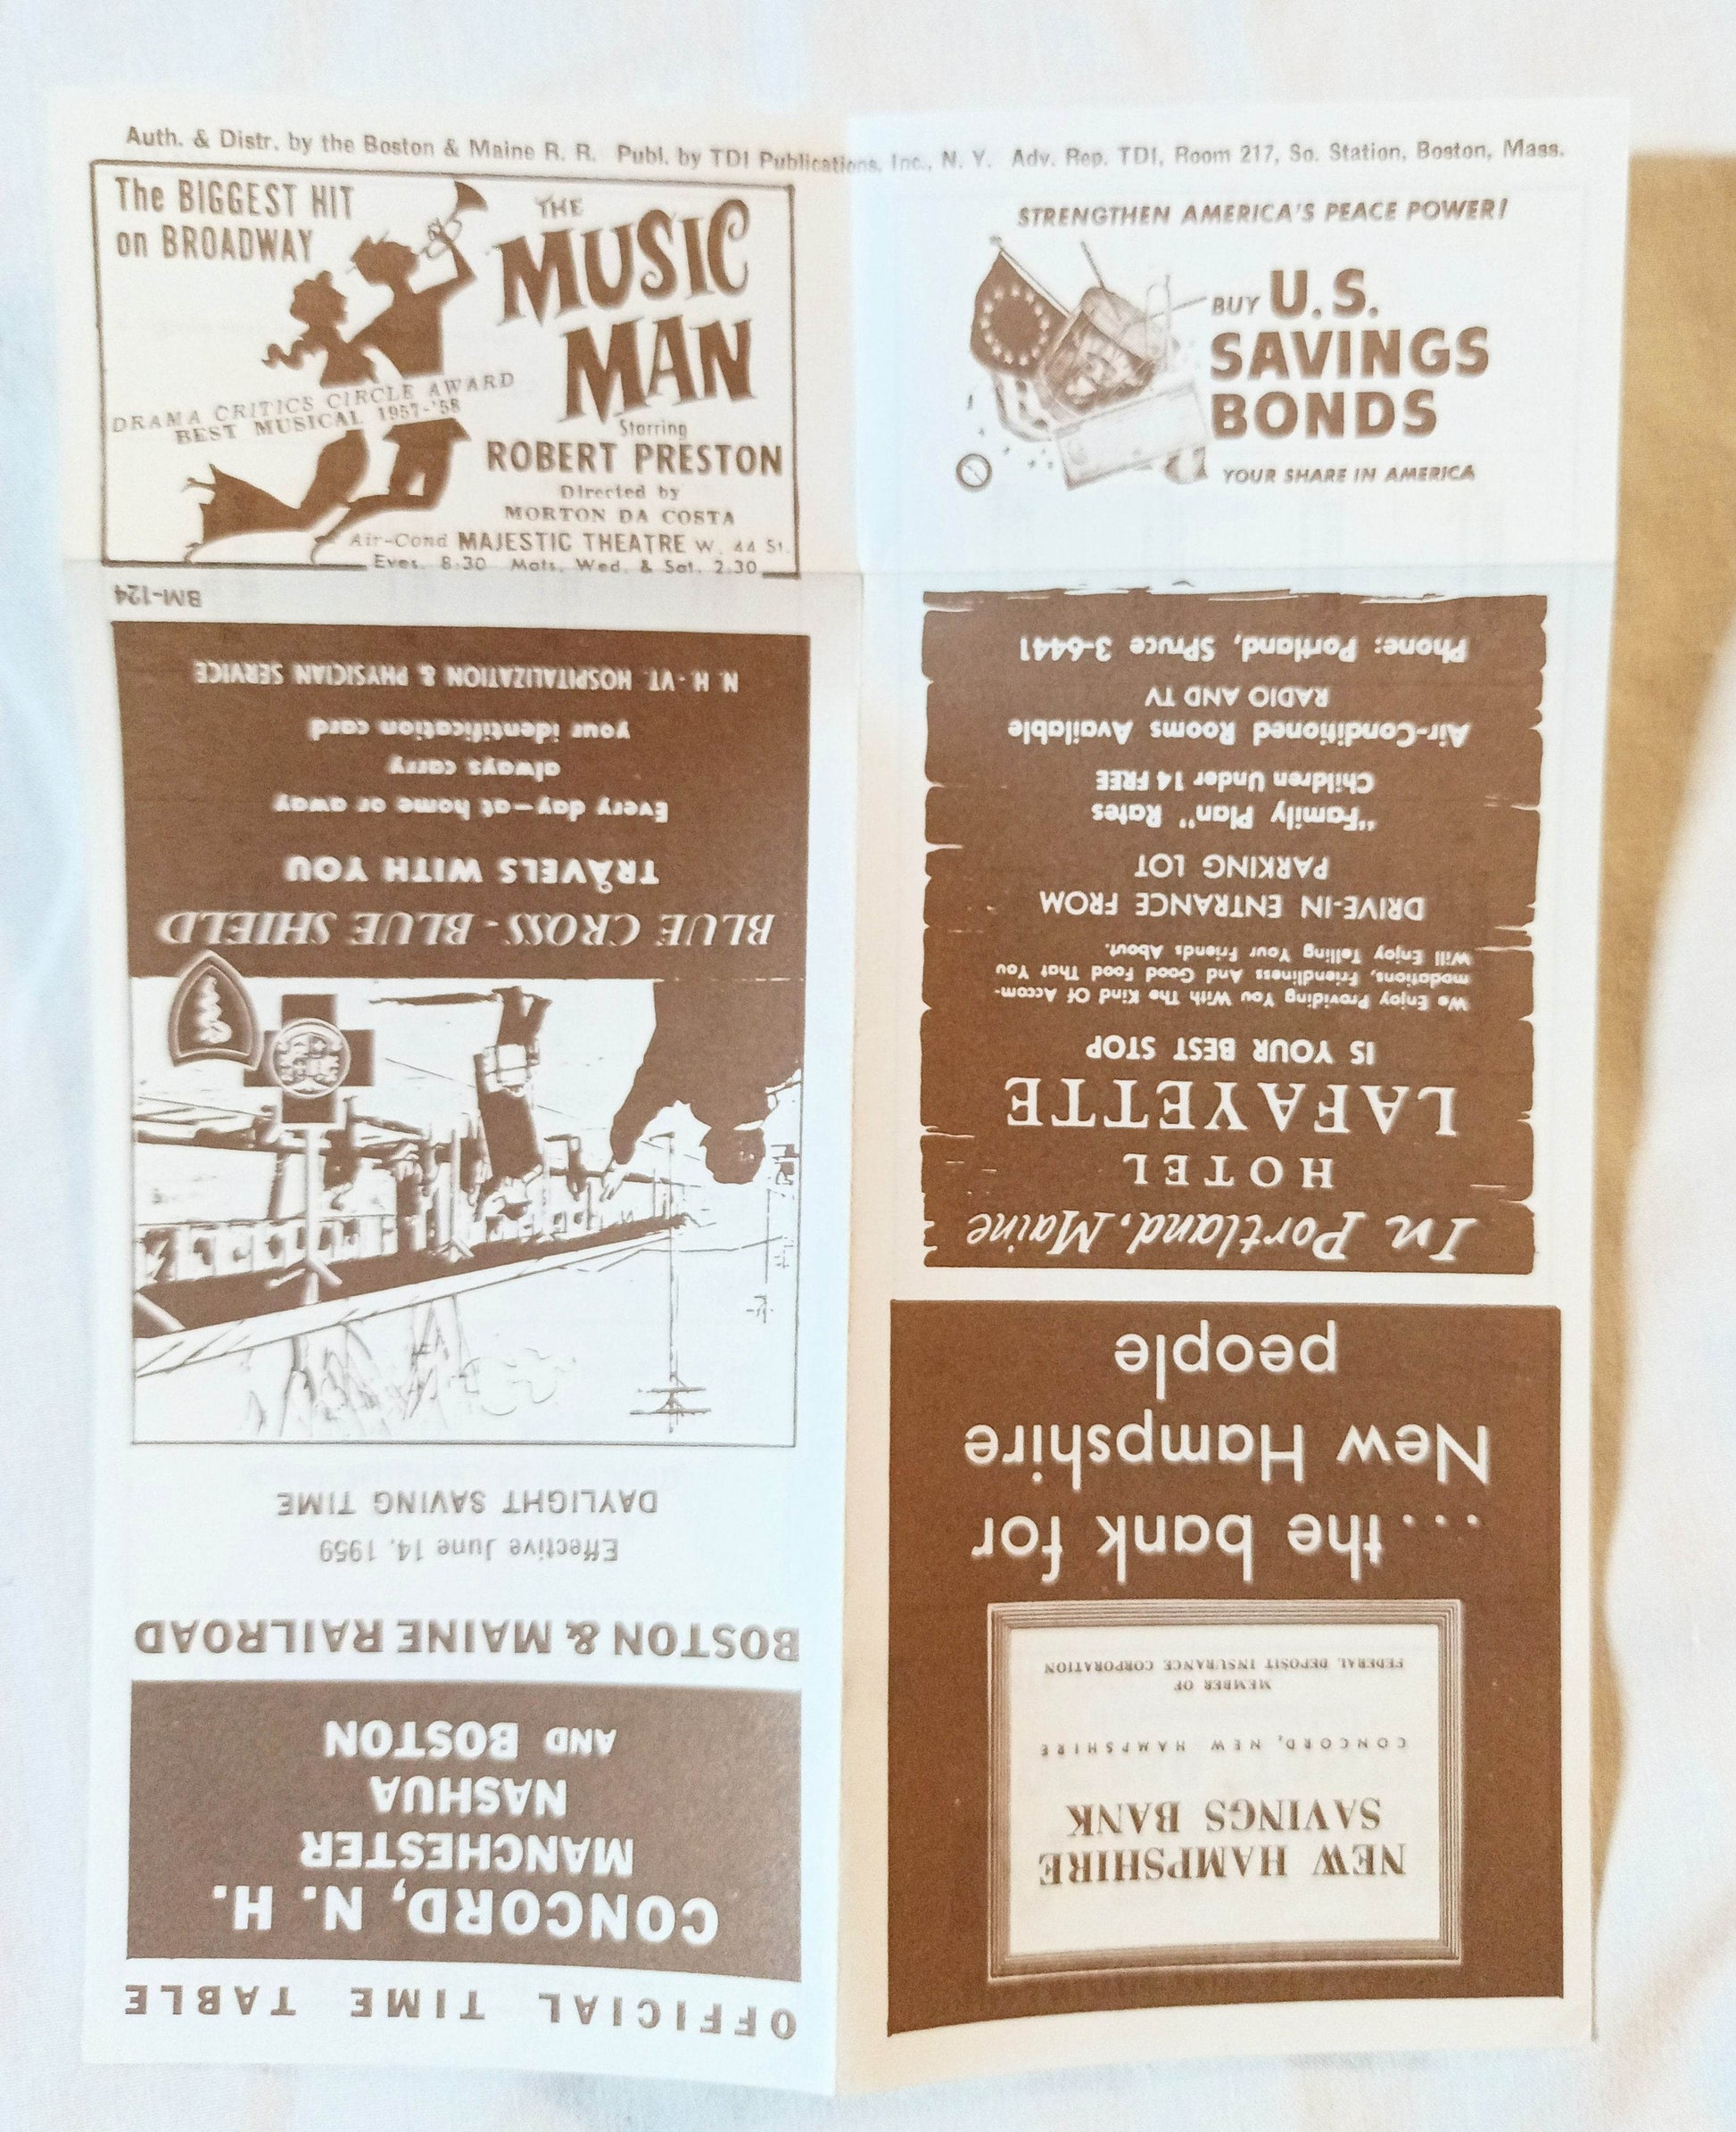 Auth. & Distr. by the Boston & Maine R. R. Publ. by TDI Publications, Inc., N. Y. Adv. Rep. TDI, Room 217, So. Station, Boston, Mass.
The BIGGEST HIT
on BROADWAY
THE
MUSIC
MAN
DRAMA CRITICS CIRCLE AWARD
BEST MUSICAL 1957-'58
Starring
ROBERT PRESTON
Directed by
MORTON DA COSTA
Air-Cond MAJESTIC THEATRE W. 44 St.
Eves. 8:30 Mats. Wed. & Sat. 2:30
STRENGTHEN AMERICA'S PEACE POWER!
BUY U.S.
SAVINGS
BONDS
YOUR SHARE IN AMERICA
OFFICIAL TIME TABLE
CONCORD, N. H.
MANCHESTER
NASHUA
AND BOSTON
BOSTON & MAINE RAILROAD
Effective June 14, 1959
DAYLIGHT SAVING TIME
BLUE CROSS - BLUE SHIELD
TRAVELS WITH YOU
Every day—at home or away
always carry
your identification card
N. H. - VT. HOSPITALIZATION & PHYSICIAN SERVICE
BM-124
NEW HAMPSHIRE
SAVINGS BANK
CONCORD, NEW HAMPSHIRE
MEMBER OF
FEDERAL DEPOSIT INSURANCE CORPORATION
...the bank for
New Hampshire
people
In Portland, Maine
HOTEL
LAFAYETTE
IS YOUR BEST STOP
We Enjoy Providing You With The Kind Of Accom-
modations, Friendliness And Good Food That You
Will Enjoy Telling Your Friends About.
DRIVE-IN ENTRANCE FROM
PARKING LOT
"Family Plan" Rates
Children Under 14 FREE
Air-Conditioned Rooms Available
RADIO AND TV
Phone: Portland, SPruce 3-6441